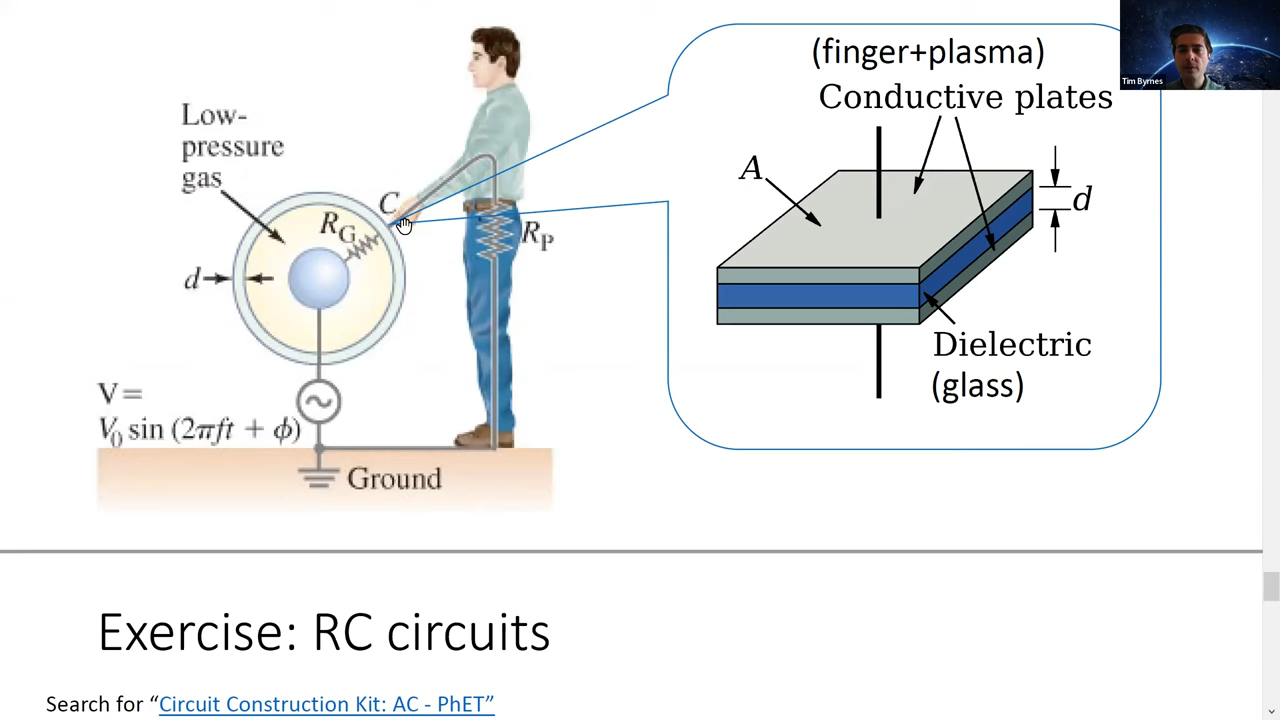 Low-
pressure
gas
C
R_G
R_P
d
V =
V_0 sin (2πft + ϕ)
Ground
(finger+plasma)
Conductive plates
A
d
Dielectric
(glass)
Tim Byrnes
Exercise: RC circuits
Search for “Circuit Construction Kit: AC - PhET”